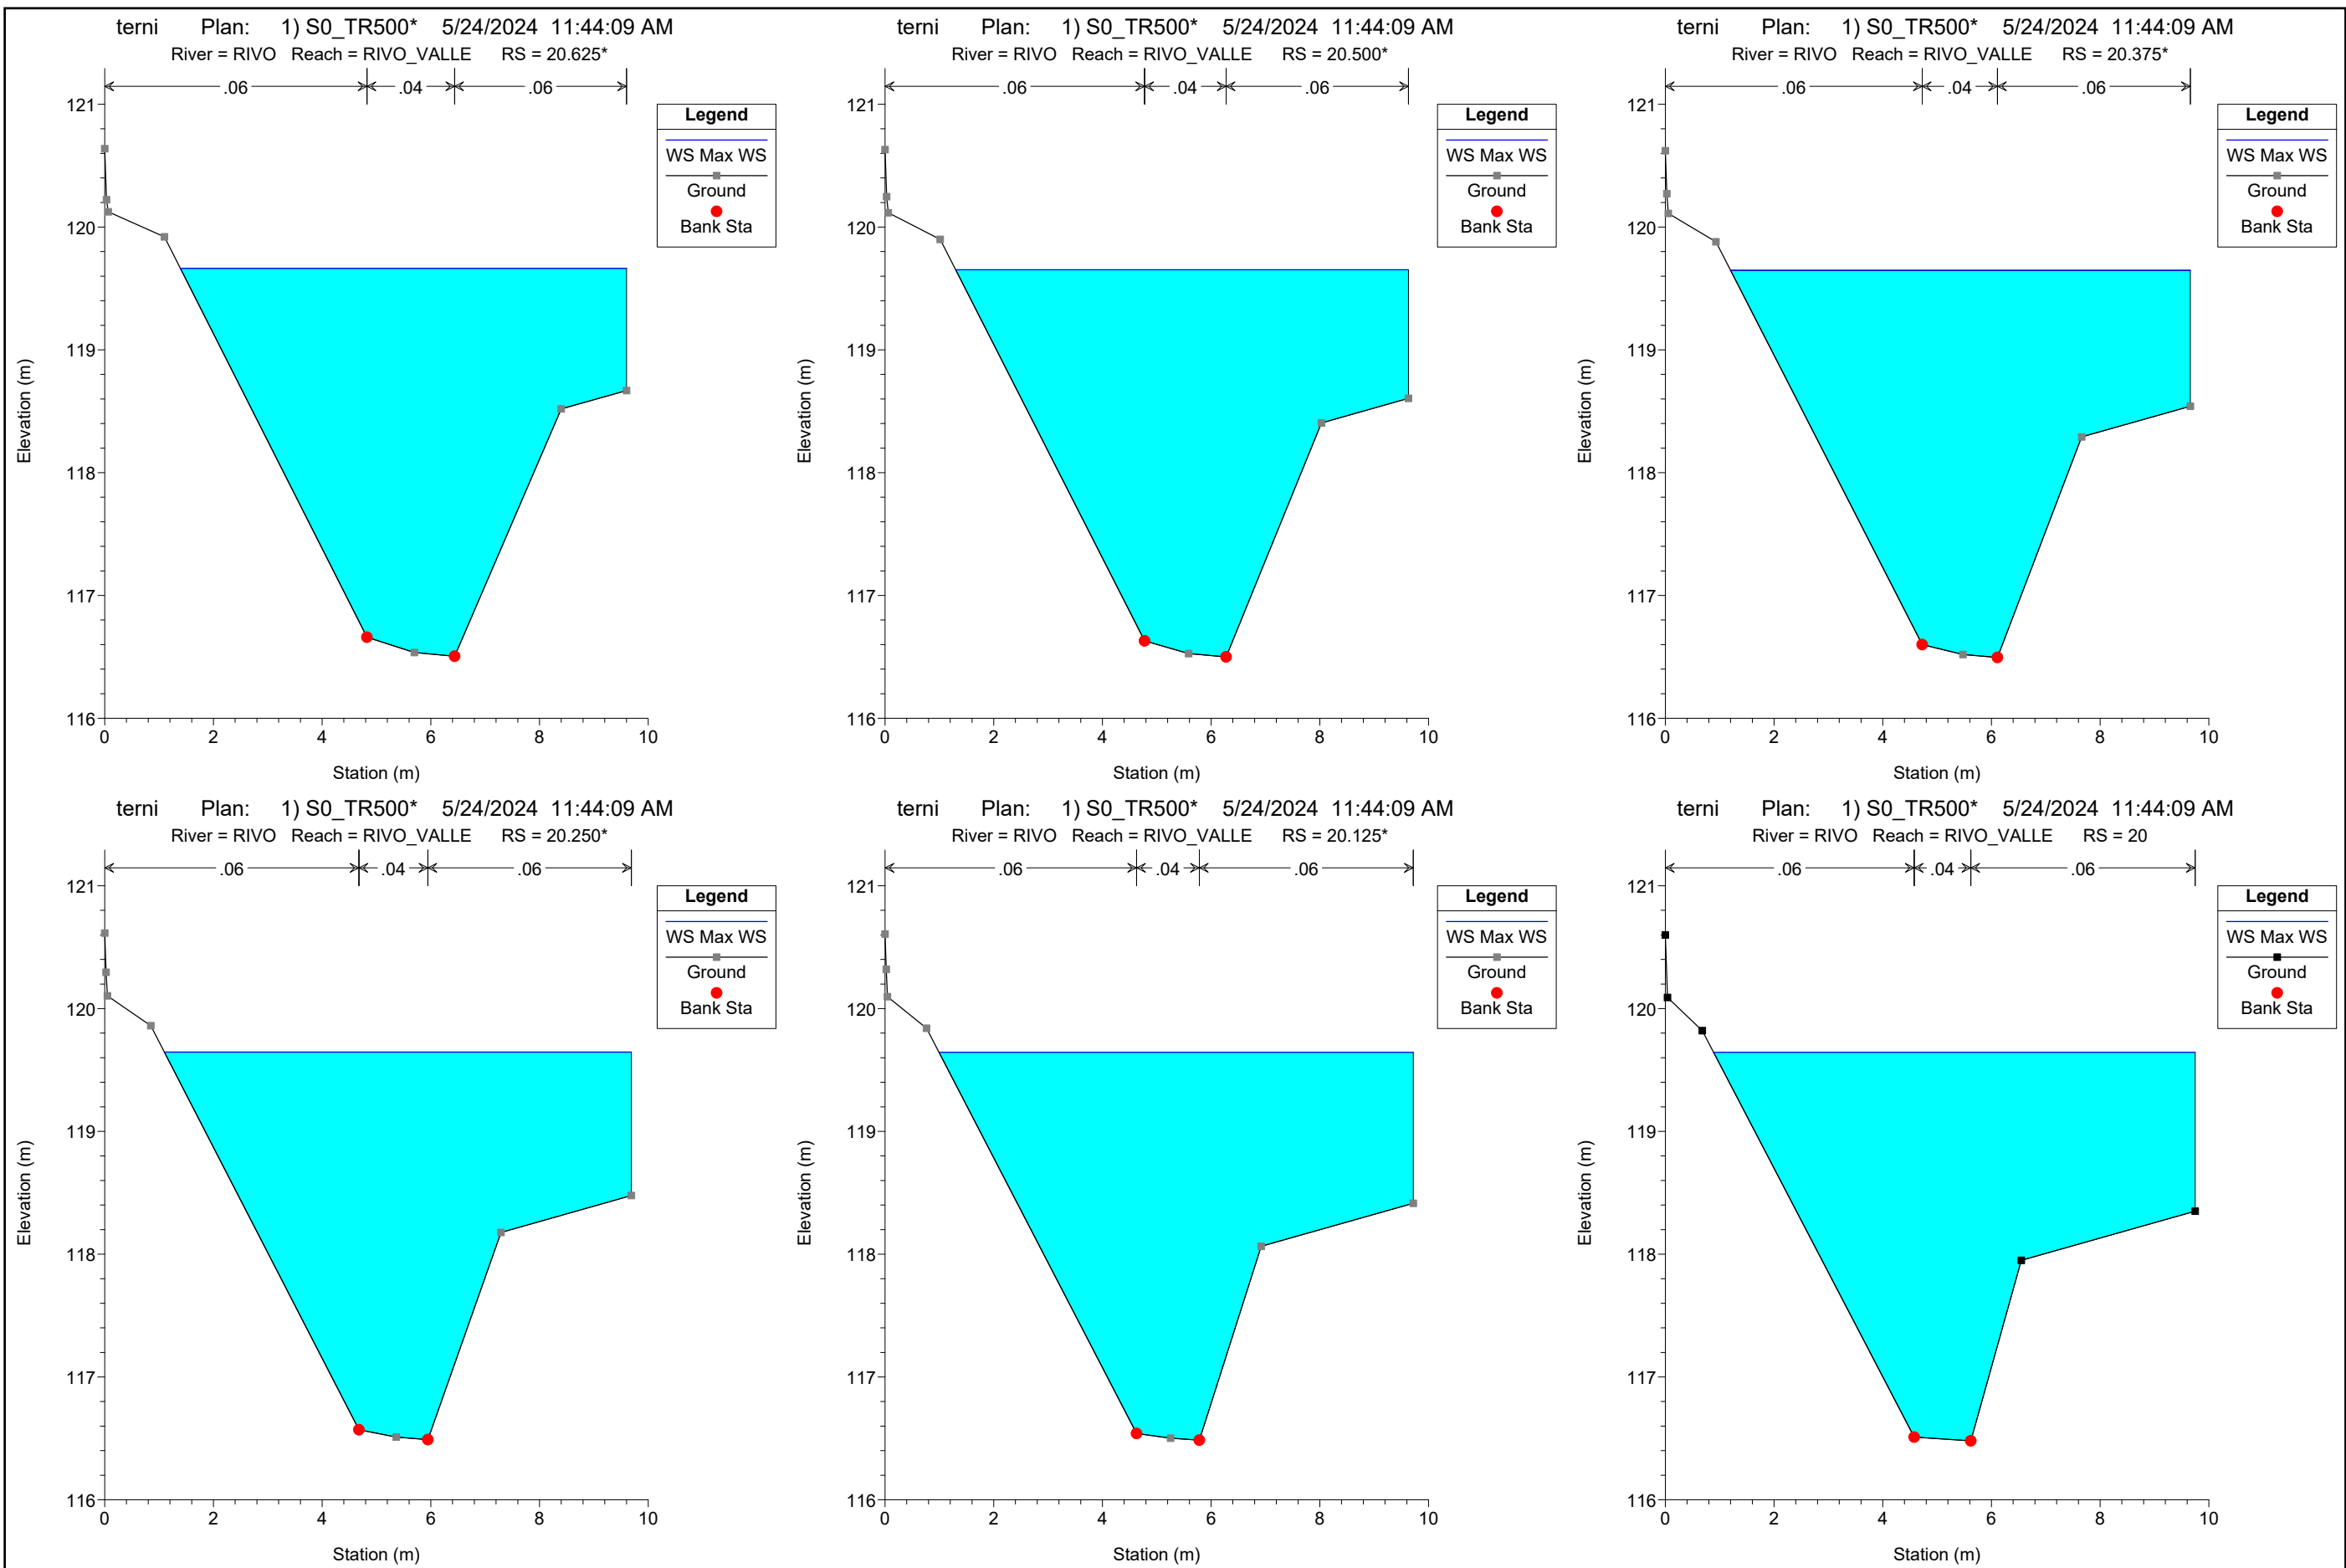 terni Plan: 1) S0_TR500* 5/24/2024 11:44:09 AM
River = RIVO Reach = RIVO_VALLE RS = 20.625*
.06 .04 .06
Legend
WS Max WS
Ground
Bank Sta
121
120
119
118
117
116
0 2 4 6 8 10
Elevation (m)
Station (m)
terni Plan: 1) S0_TR500* 5/24/2024 11:44:09 AM
River = RIVO Reach = RIVO_VALLE RS = 20.500*
.06 .04 .06
Legend
WS Max WS
Ground
Bank Sta
121
120
119
118
117
116
0 2 4 6 8 10
Elevation (m)
Station (m)
terni Plan: 1) S0_TR500* 5/24/2024 11:44:09 AM
River = RIVO Reach = RIVO_VALLE RS = 20.375*
.06 .04 .06
Legend
WS Max WS
Ground
Bank Sta
121
120
119
118
117
116
0 2 4 6 8 10
Elevation (m)
Station (m)
terni Plan: 1) S0_TR500* 5/24/2024 11:44:09 AM
River = RIVO Reach = RIVO_VALLE RS = 20.250*
.06 .04 .06
Legend
WS Max WS
Ground
Bank Sta
121
120
119
118
117
116
0 2 4 6 8 10
Elevation (m)
Station (m)
terni Plan: 1) S0_TR500* 5/24/2024 11:44:09 AM
River = RIVO Reach = RIVO_VALLE RS = 20.125*
.06 .04 .06
Legend
WS Max WS
Ground
Bank Sta
121
120
119
118
117
116
0 2 4 6 8 10
Elevation (m)
Station (m)
terni Plan: 1) S0_TR500* 5/24/2024 11:44:09 AM
River = RIVO Reach = RIVO_VALLE RS = 20
.06 .04 .06
Legend
WS Max WS
Ground
Bank Sta
121
120
119
118
117
116
0 2 4 6 8 10
Elevation (m)
Station (m)